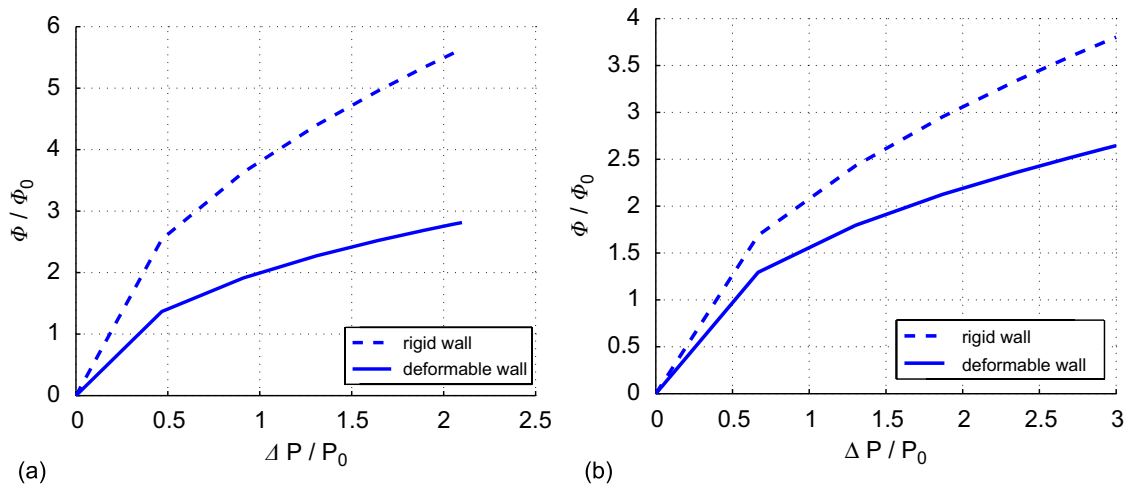 6
5
4
3
2
1
0
Φ / Φ0
0 0.5 1 1.5 2 2.5
Δ P / P0
rigid wall
deformable wall
(a)
4
3.5
3
2.5
2
1.5
1
0.5
0
Φ / Φ0
0 0.5 1 1.5 2 2.5 3
Δ P / P0
rigid wall
deformable wall
(b)